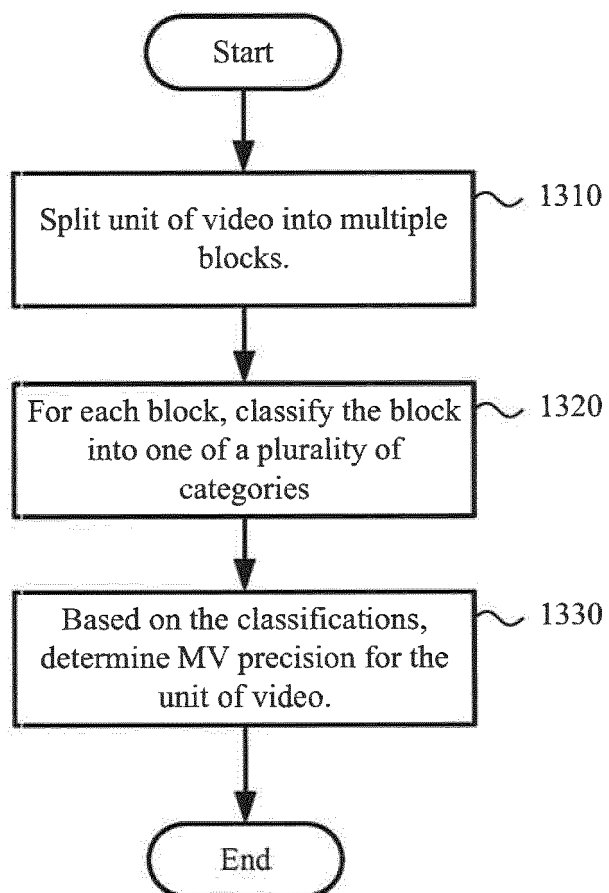 Start
Split unit of video into multiple
blocks.
1310
For each block, classify the block
into one of a plurality of
categories
1320
Based on the classifications,
determine MV precision for the
unit of video.
1330
End